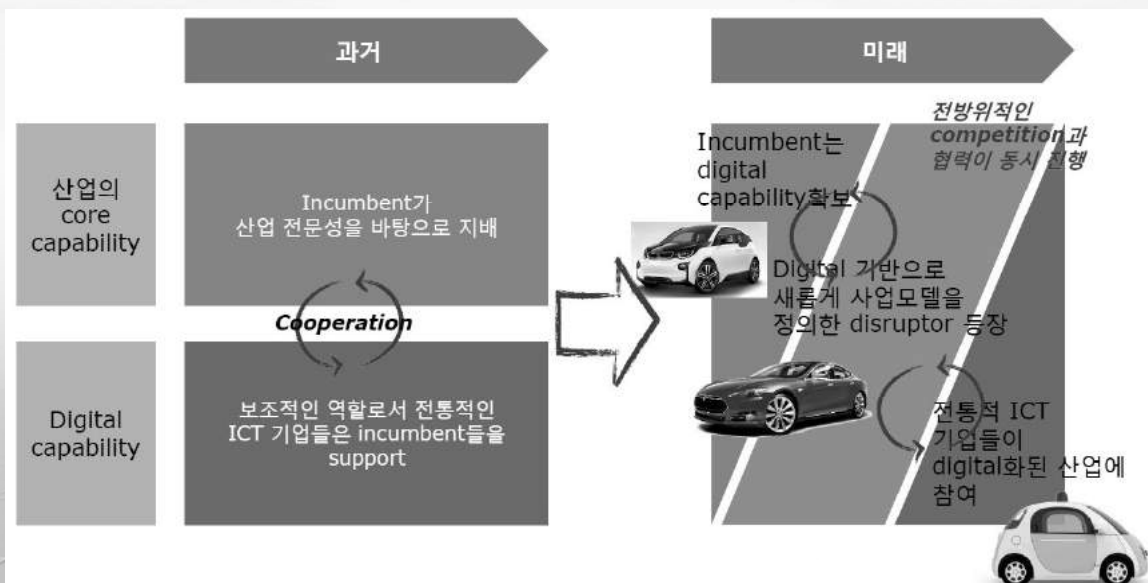 과거
미래
산업의
core
capability
Incumbent가
산업 전문성을 바탕으로 지배
Cooperation
Digital
capability
보조적인 역할로서 전통적인
ICT 기업들은 incumbent들을
support
전방위적인
competition과
협력이 동시 진행
Incumbent는
digital
capability확보
Digital 기반으로
새롭게 사업모델을
정의한 disruptor 등장
전통적 ICT
기업들이
digital화된 산업에
참여